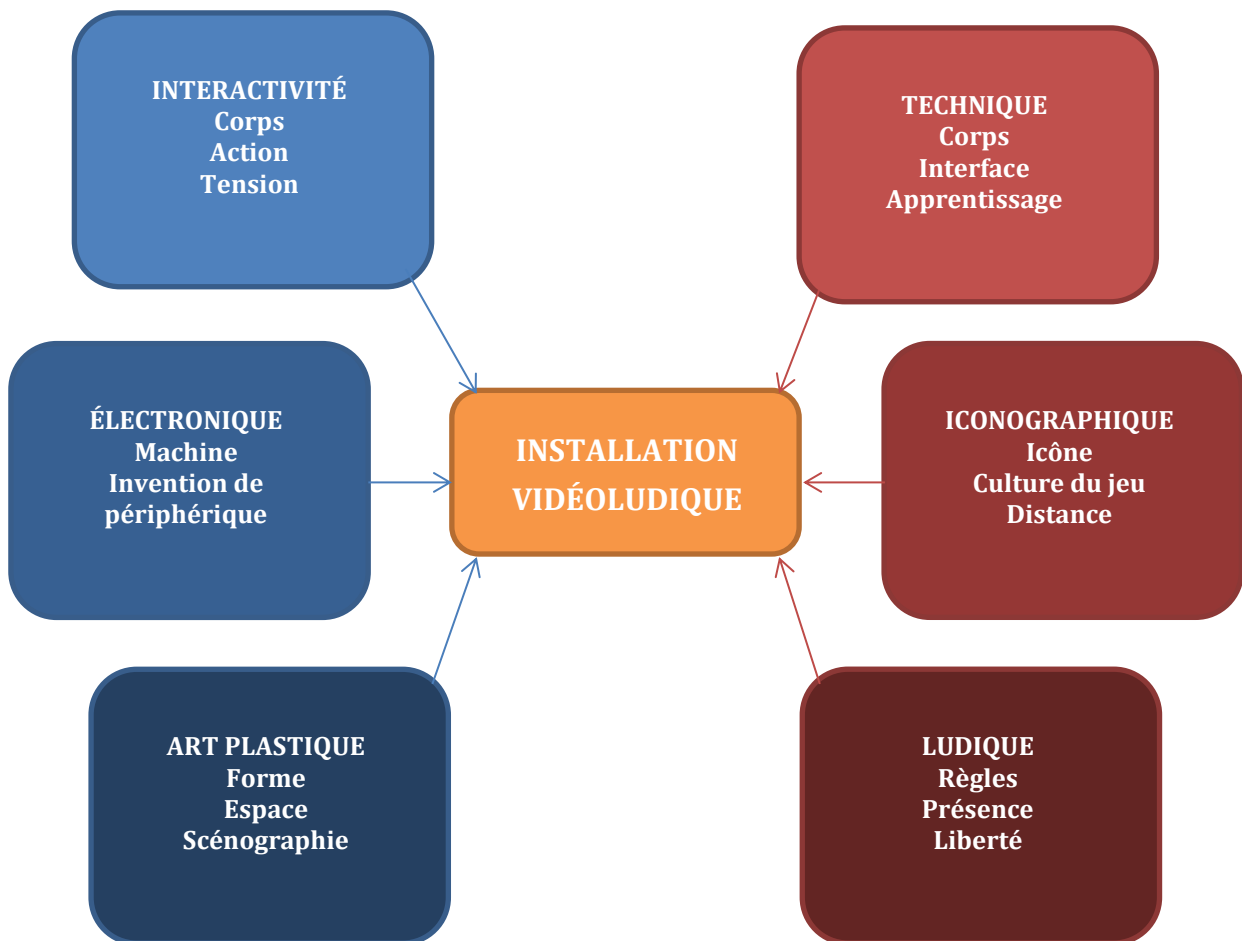 INTERACTIVITÉ
Corps
Action
Tension
TECHNIQUE
Corps
Interface
Apprentissage
ÉLECTRONIQUE
Machine
Invention de
périphérique
INSTALLATION
VIDÉOLUDIQUE
ICONOGRAPHIQUE
Icône
Culture du jeu
Distance
ART PLASTIQUE
Forme
Espace
Scénographie
LUDIQUE
Règles
Présence
Liberté